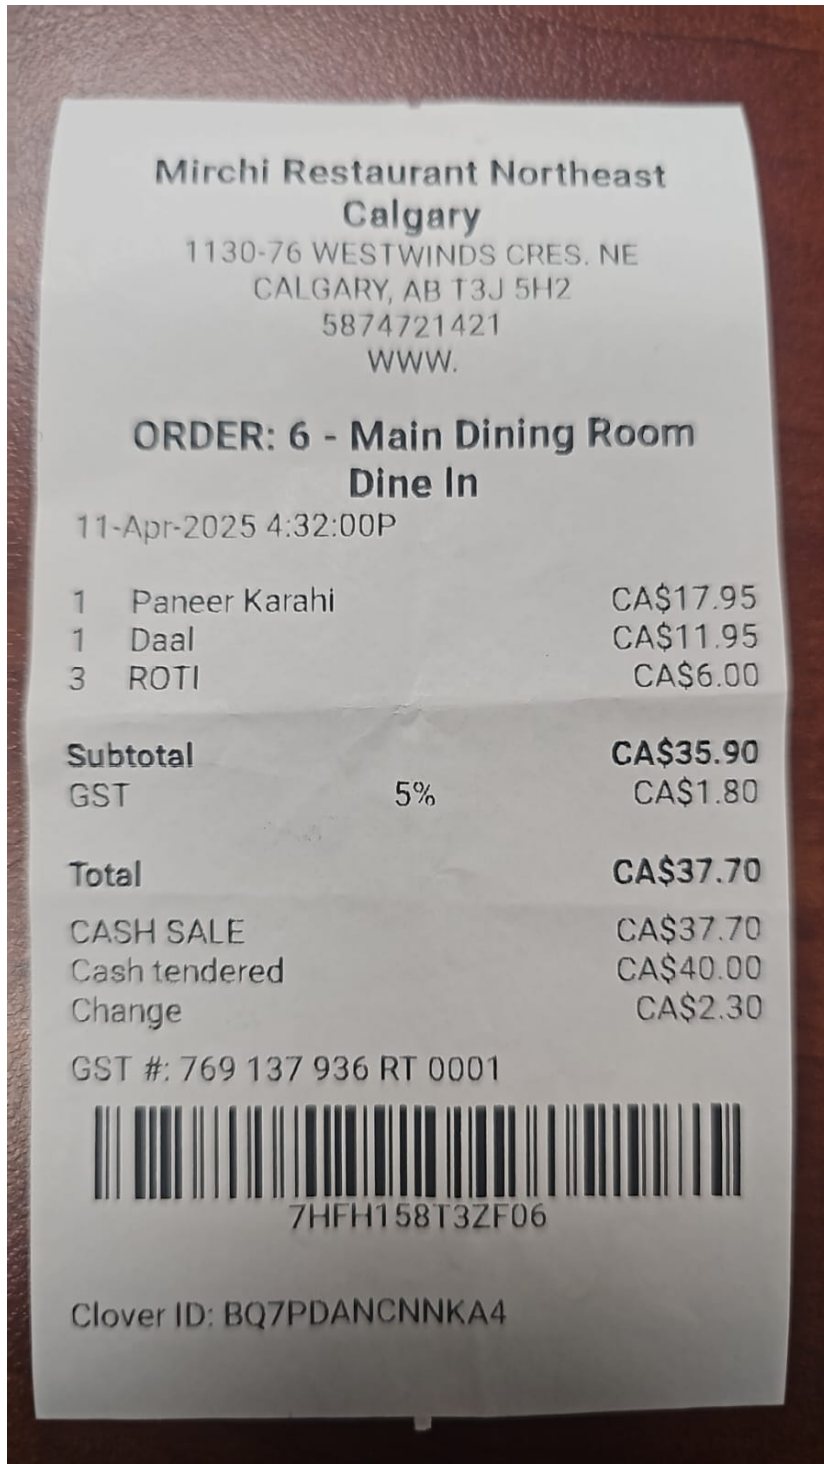 Mirchi Restaurant Northeast
Calgary
1130-76 WESTWINDS CRES. NE
CALGARY, AB T3J 5H2
5874721421
WWW.
ORDER: 6 - Main Dining Room
Dine In
11-Apr-2025 4:32:00P
1 Paneer Karahi CA$17.95
1 Daal CA$11.95
3 ROTI CA$6.00
Subtotal CA$35.90
GST 5% CA$1.80
Total CA$37.70
CASH SALE CA$37.70
Cash tendered CA$40.00
Change CA$2.30
GST #: 769 137 936 RT 0001
7HFH158T3ZF06
Clover ID: BQ7PDANCNNKA4